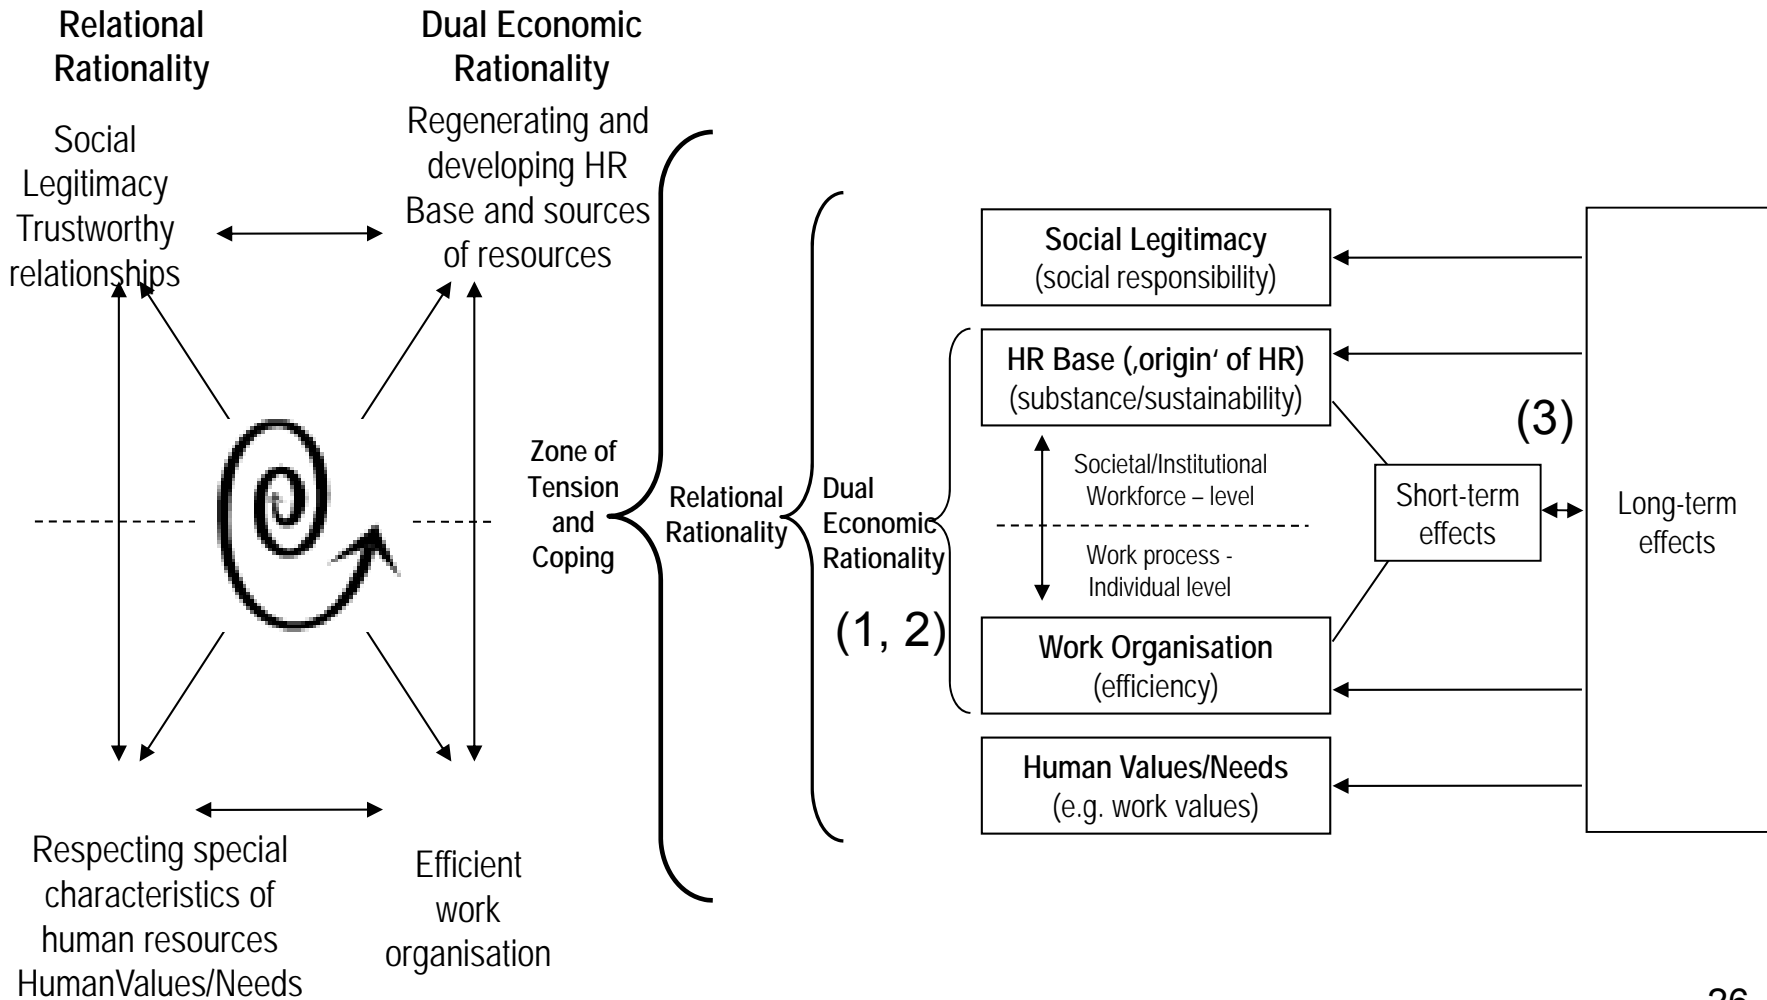 Relational
Rationality
Dual Economic
Rationality
Social
Legitimacy
Trustworthy
relationships
Regenerating and
developing HR
Base and sources
of resources
Respecting special
characteristics of
human resources
HumanValues/Needs
Efficient
work
organisation
Zone of
Tension
and
Coping
Relational
Rationality
Dual
Economic
Rationality
(1, 2)
Social Legitimacy
(social responsibility)
HR Base (‚origin‘ of HR)
(substance/sustainability)
Societal/Institutional
Workforce – level
Work process -
Individual level
Work Organisation
(efficiency)
Human Values/Needs
(e.g. work values)
(3)
Short-term
effects
Long-term
effects
26